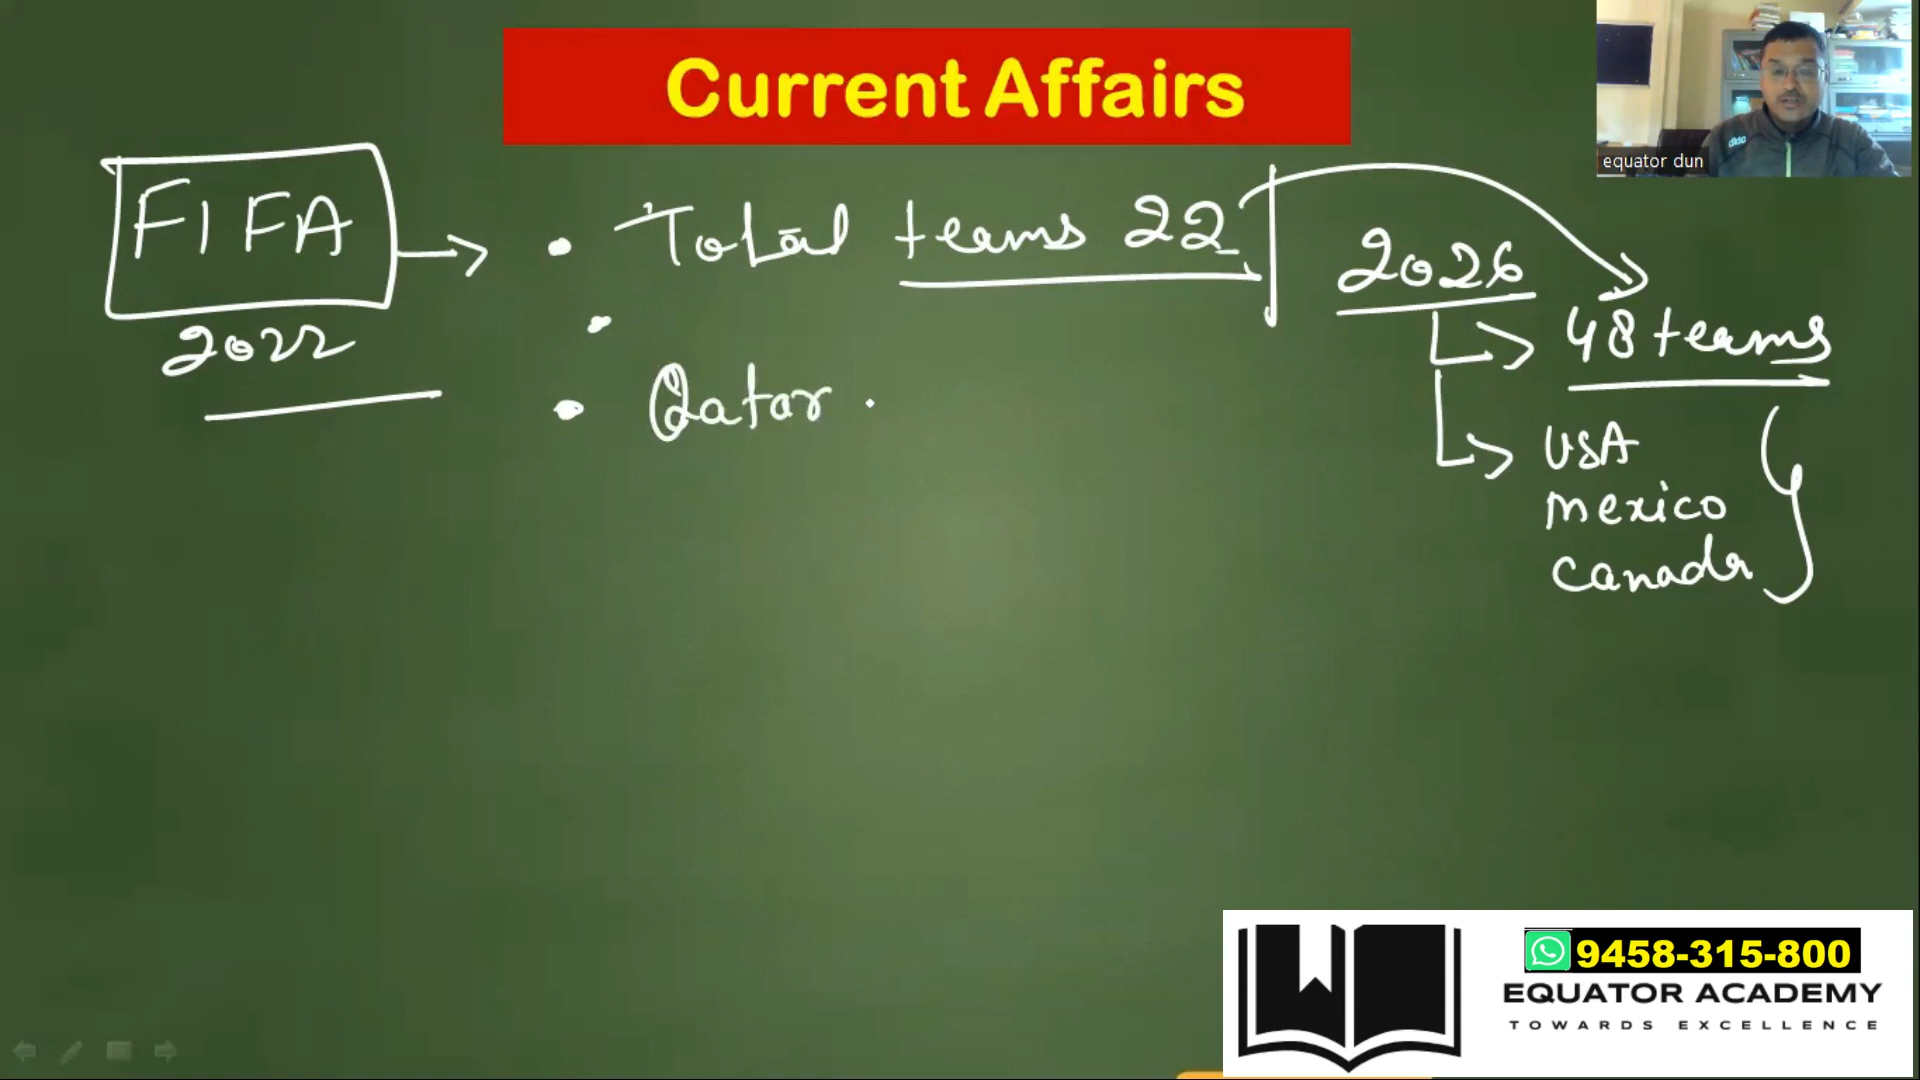 Current Affairs
equator dun
FIFA
2022
• Total teams 22
• Qatar .
2026
48 teams
USA
Mexico
Canada
9458-315-800
EQUATOR ACADEMY
TOWARDS EXCELLENCE